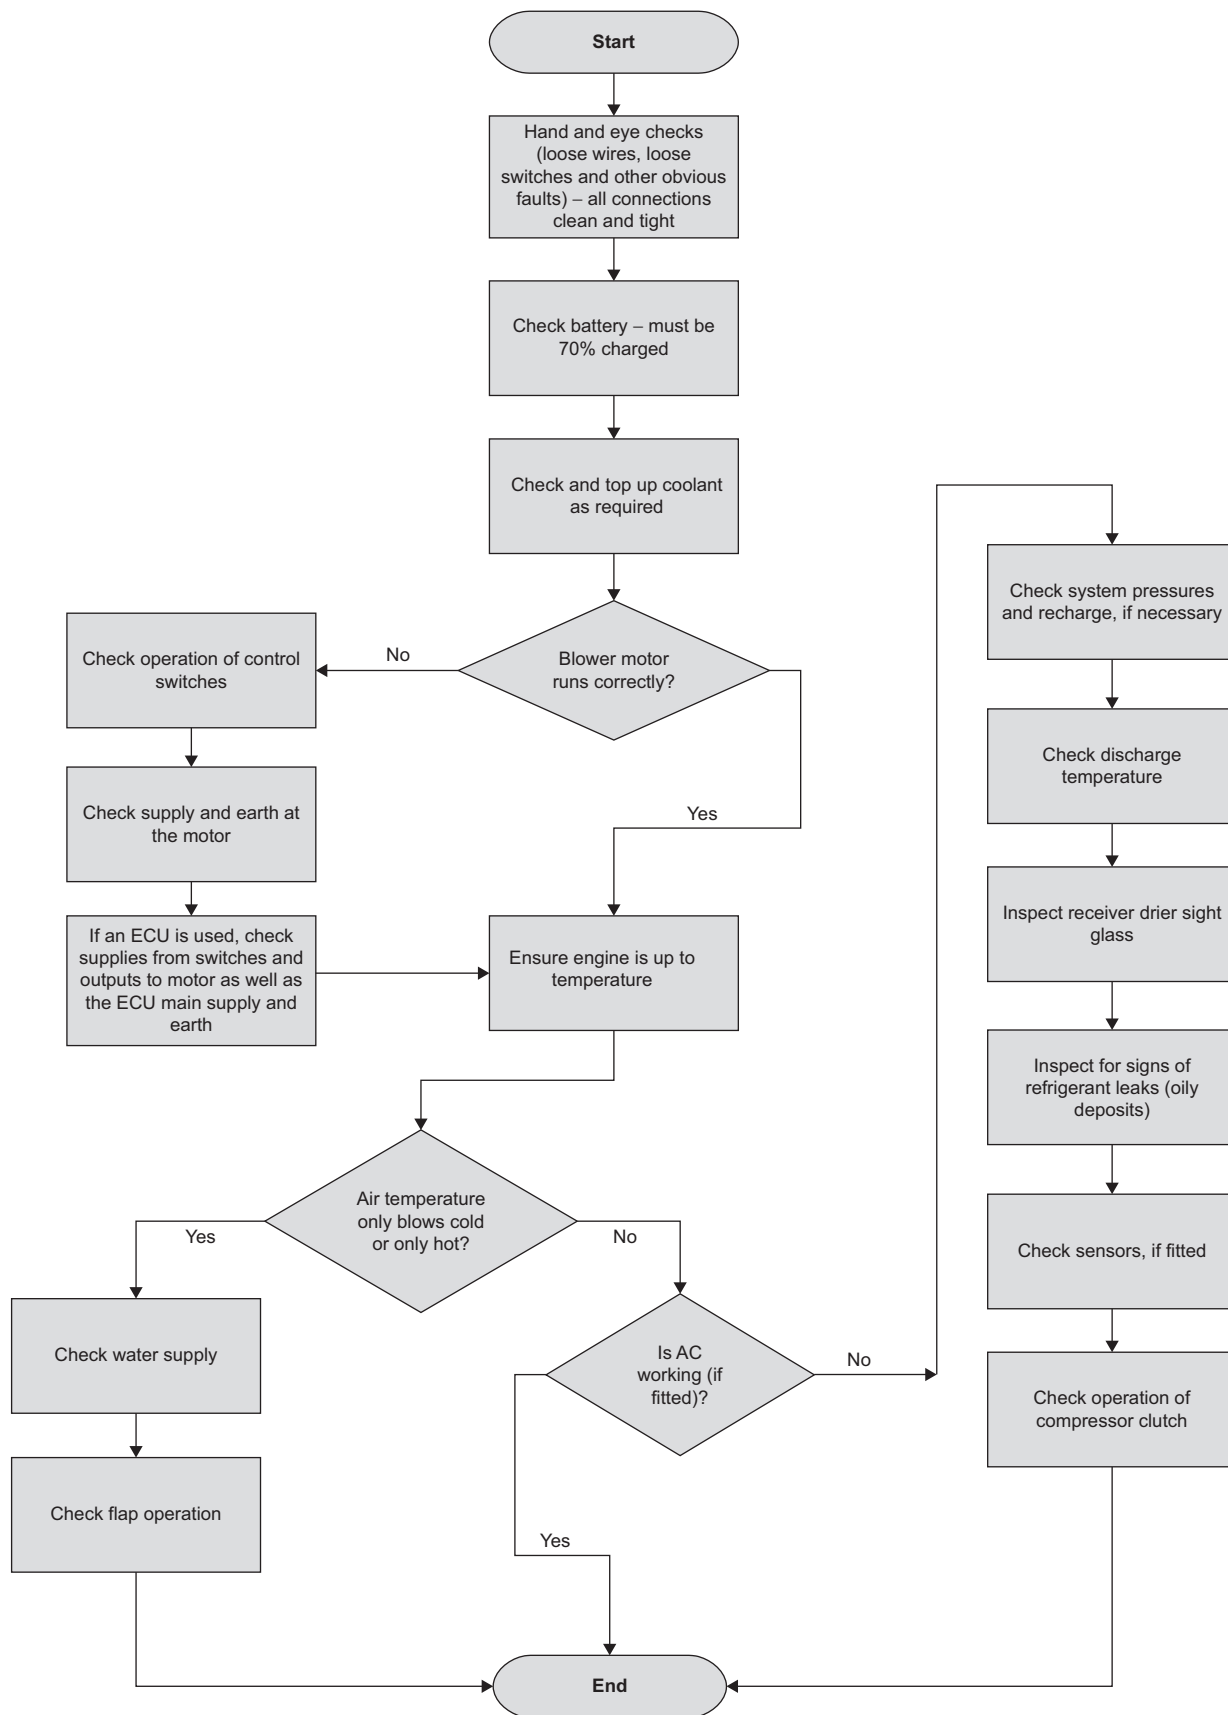 Start
Hand and eye checks
(loose wires, loose
switches and other obvious
faults) – all connections
clean and tight
Check battery – must be
70% charged
Check and top up coolant
as required
Blower motor
runs correctly?
No
Check operation of control
switches
Check supply and earth at
the motor
If an ECU is used, check
supplies from switches and
outputs to motor as well as
the ECU main supply and
earth
Yes
Ensure engine is up to
temperature
Air temperature
only blows cold
or only hot?
Yes
Check water supply
Check flap operation
No
Is AC
working (if
fitted)?
Yes
No
Check system pressures
and recharge, if necessary
Check discharge
temperature
Inspect receiver drier sight
glass
Inspect for signs of
refrigerant leaks (oily
deposits)
Check sensors, if fitted
Check operation of
compressor clutch
End